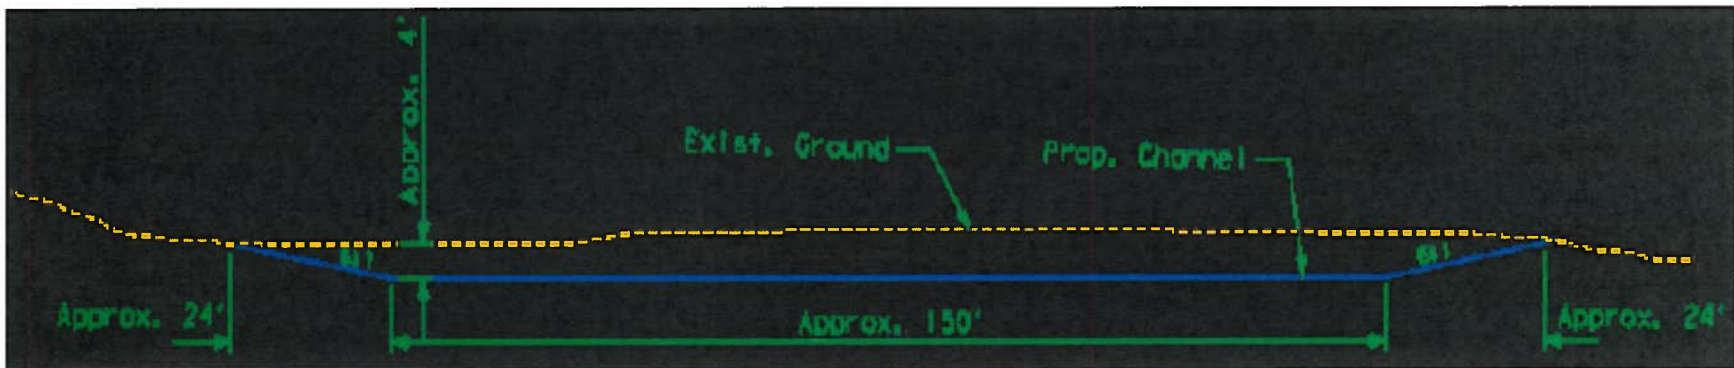 Approx. 4'
Exist. Ground
Prop. Channel
Approx. 24'
Approx. 150'
Approx. 24'